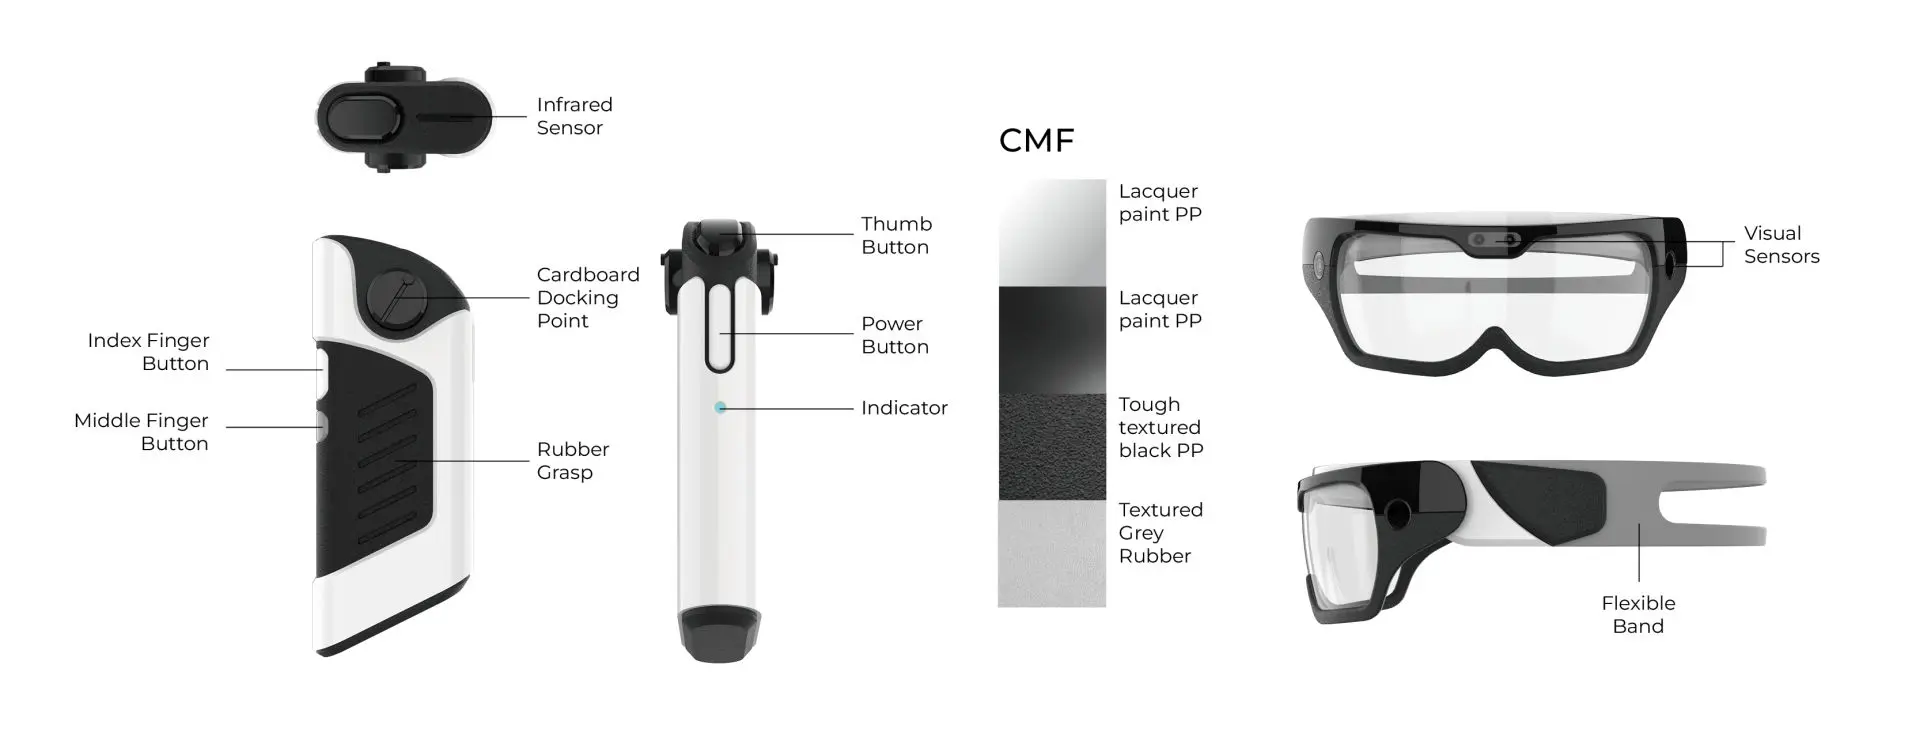 Infrared
Sensor
Cardboard
Docking
Point
Index Finger
Button
Middle Finger
Button
Rubber
Grasp
Thumb
Button
Power
Button
Indicator
CMF
Lacquer
paint PP
Lacquer
paint PP
Tough
textured
black PP
Textured
Grey
Rubber
Visual
Sensors
Flexible
Band